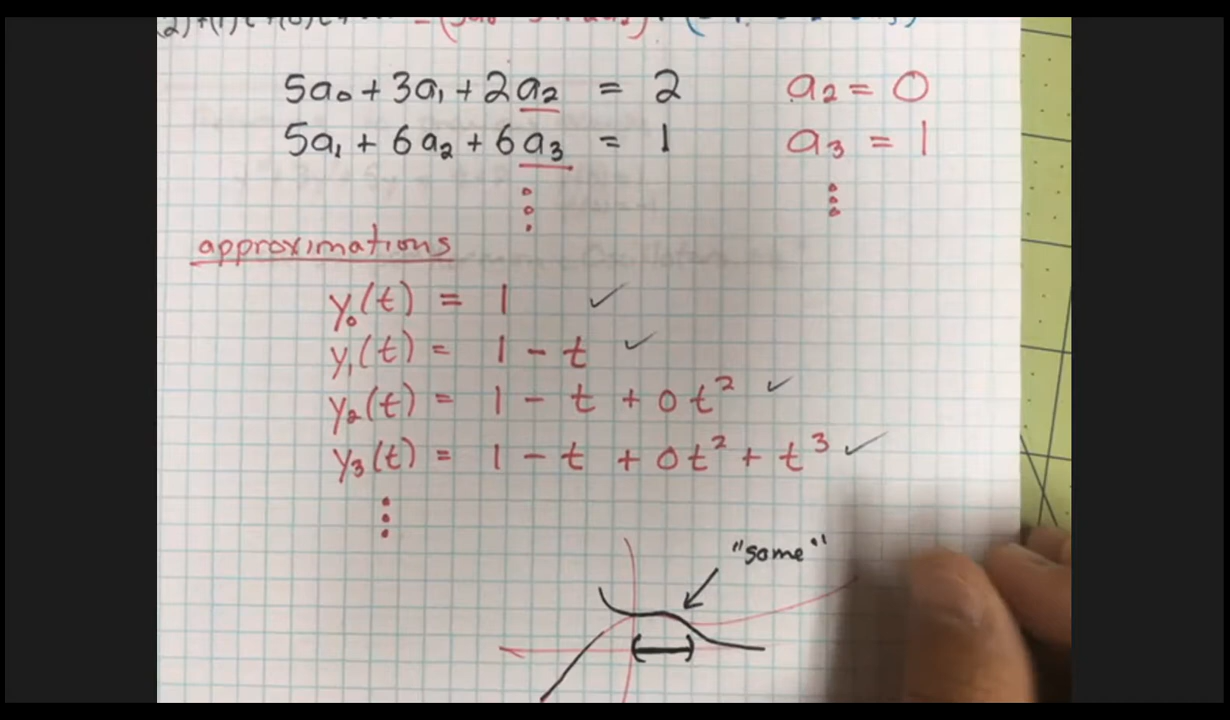 5a₀ + 3a₁ + 2a₂ = 2 a₂ = 0
5a₁ + 6a₂ + 6a₃ = 1 a₃ = 1
⋮ ⋮
approximations
y₀(t) = 1 ✓
y₁(t) = 1 - t ✓
y₂(t) = 1 - t + 0t² ✓
y₃(t) = 1 - t + 0t² + t³ ✓
⋮
"same"